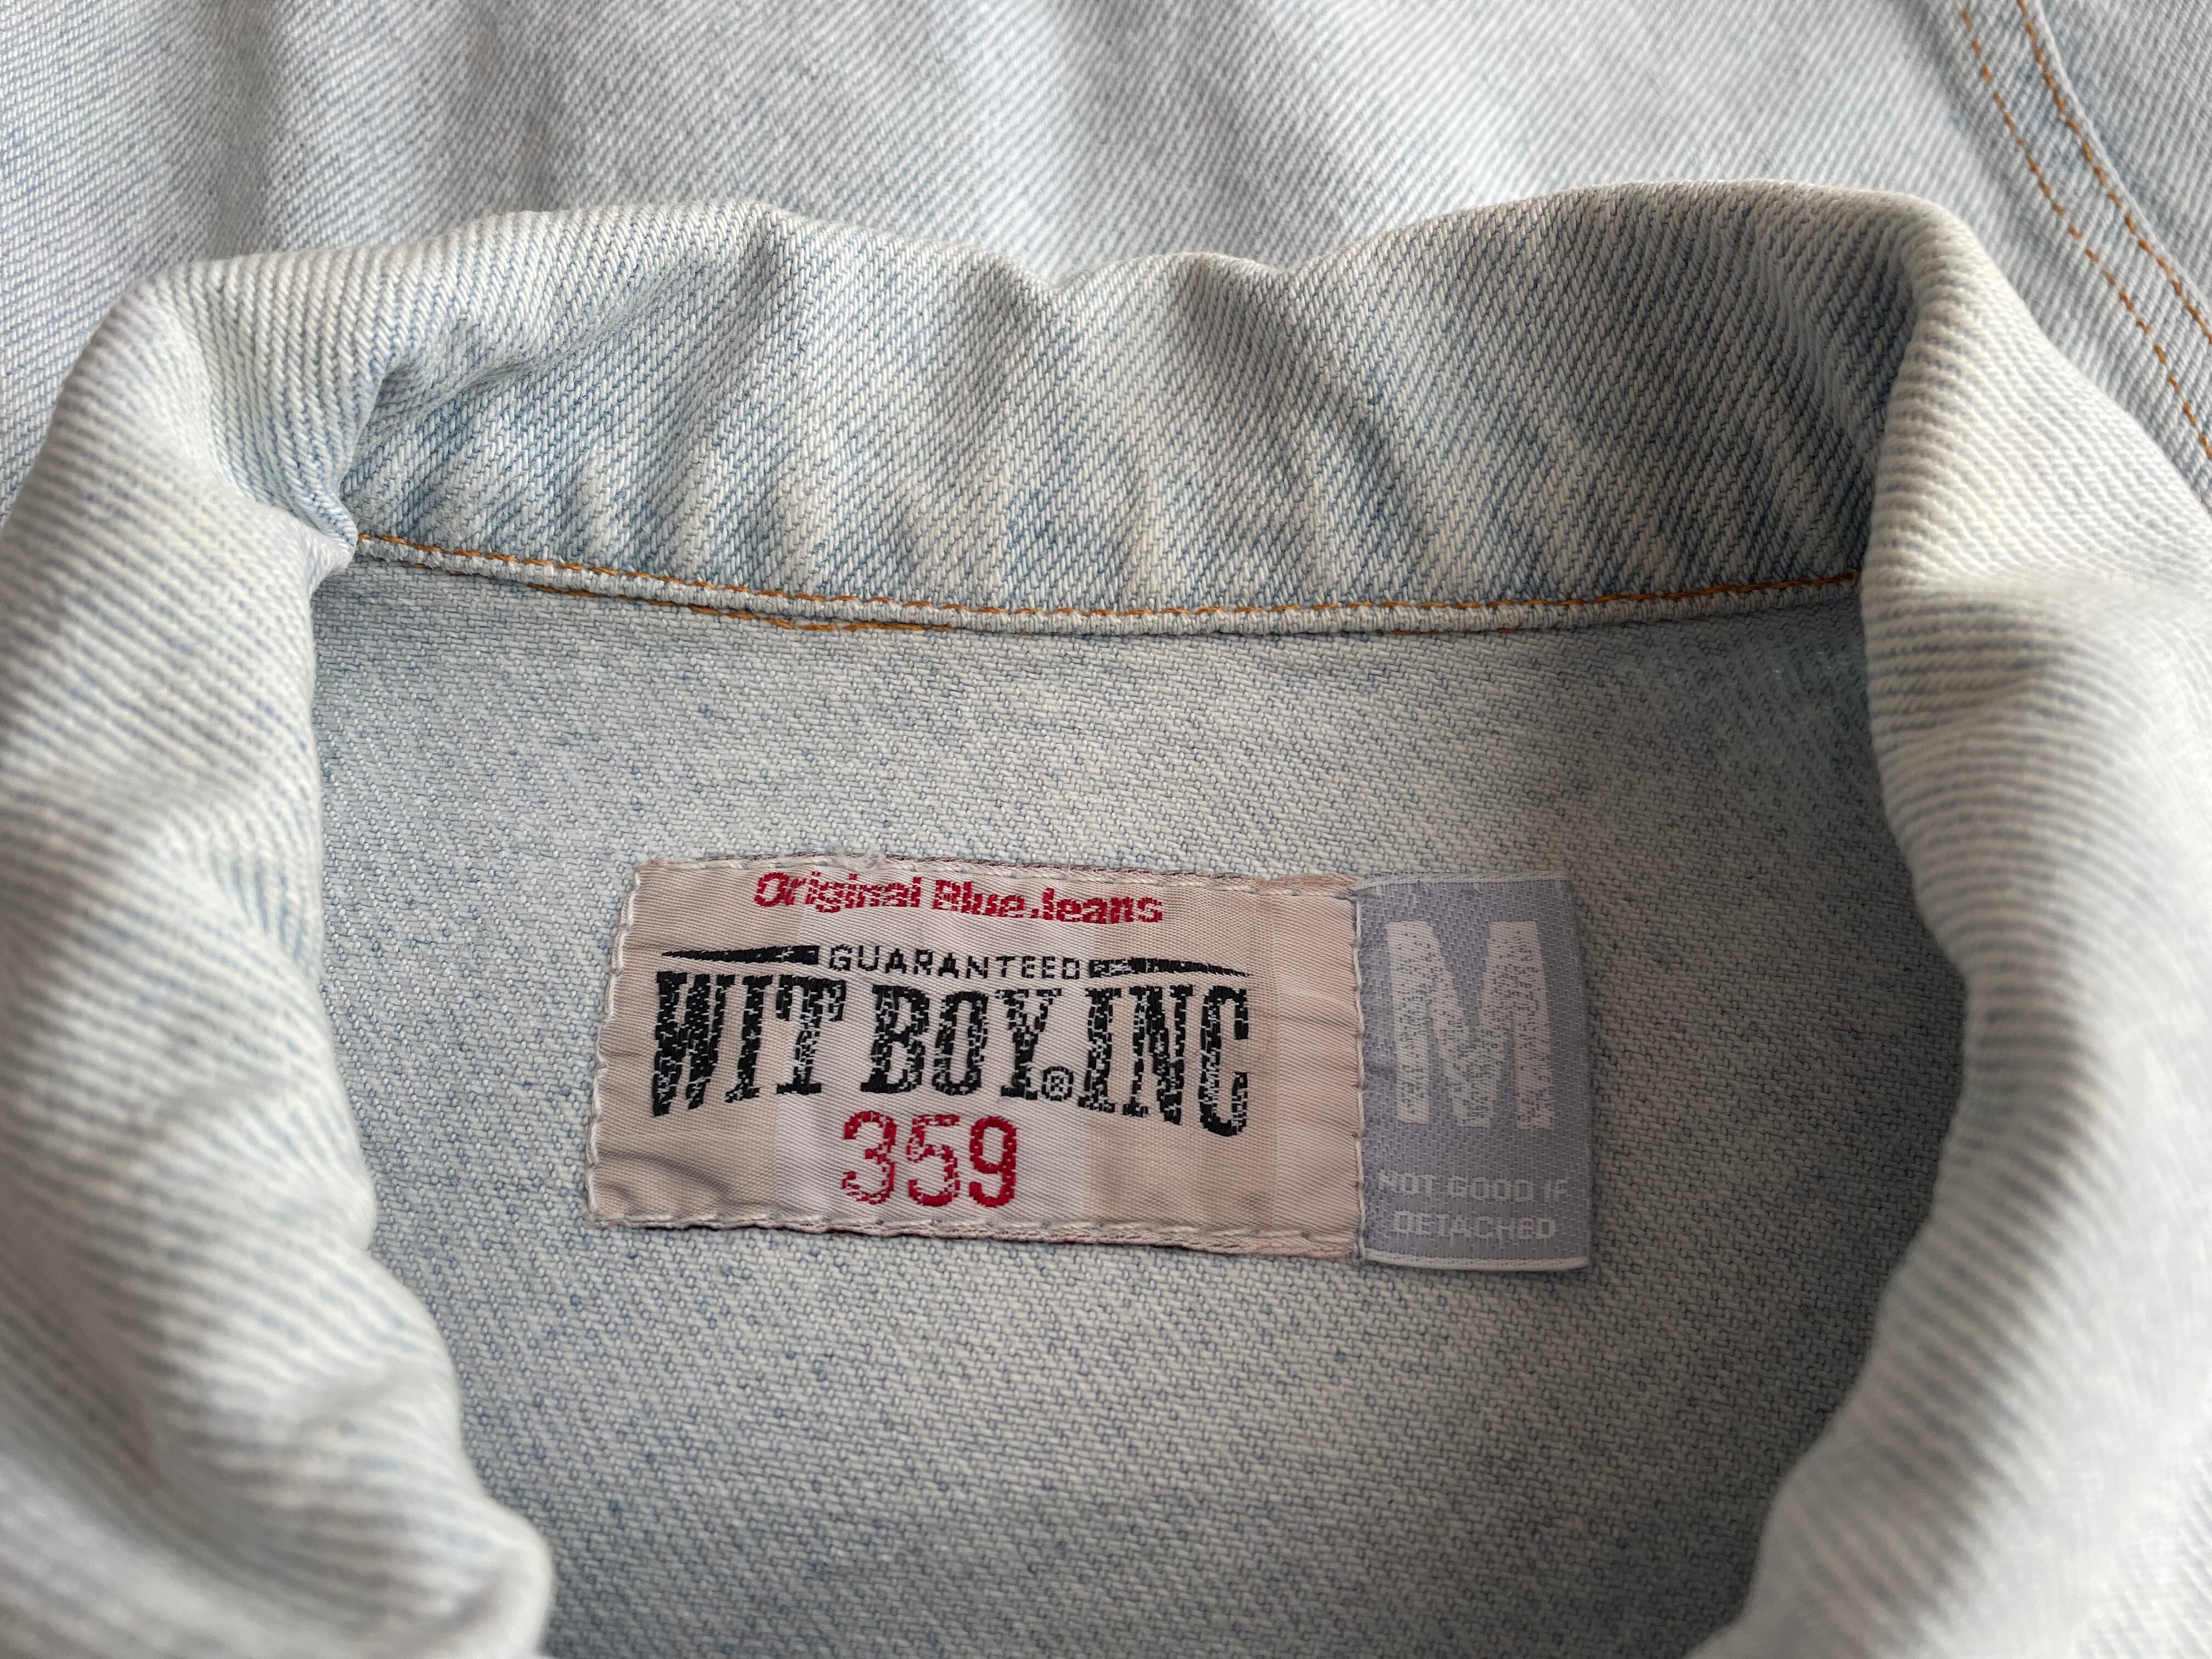 Original Blue Jeans
GUARANTEED
WIT BOY.®INC
359
M
NOT GOOD IF
DETACHED